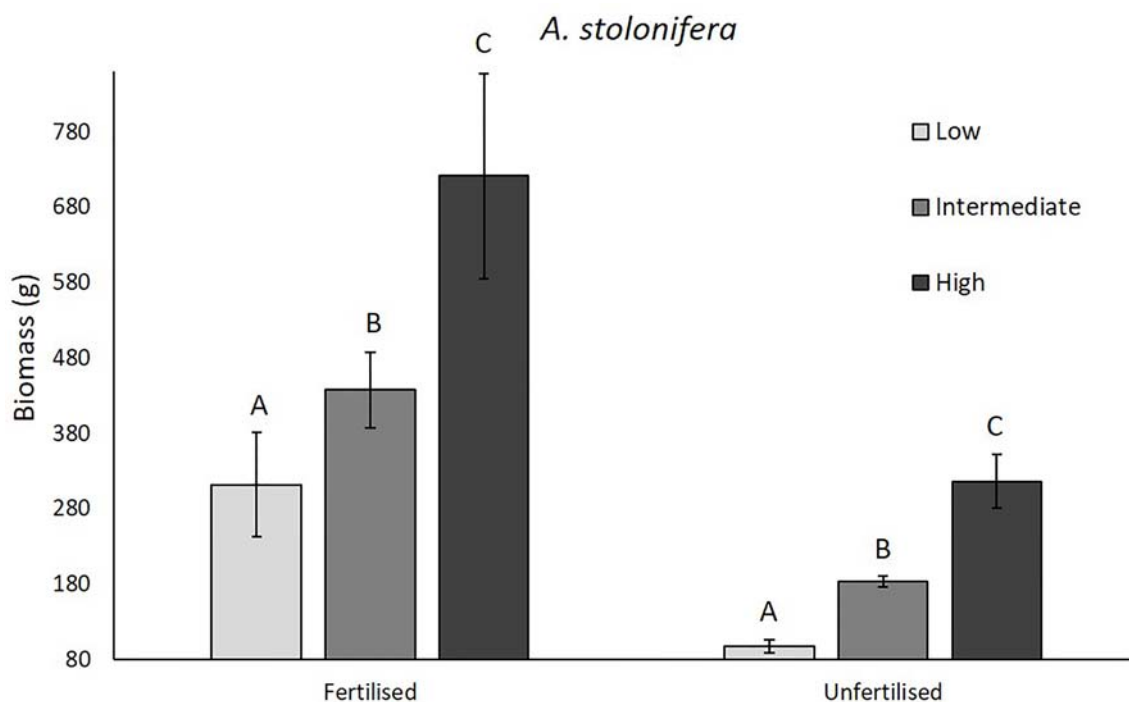 A. stolonifera
C
780
Low
680
Intermediate
580
High
Biomass (g)
B
480
A
380
C
280
B
180
A
80
Fertilised
Unfertilised